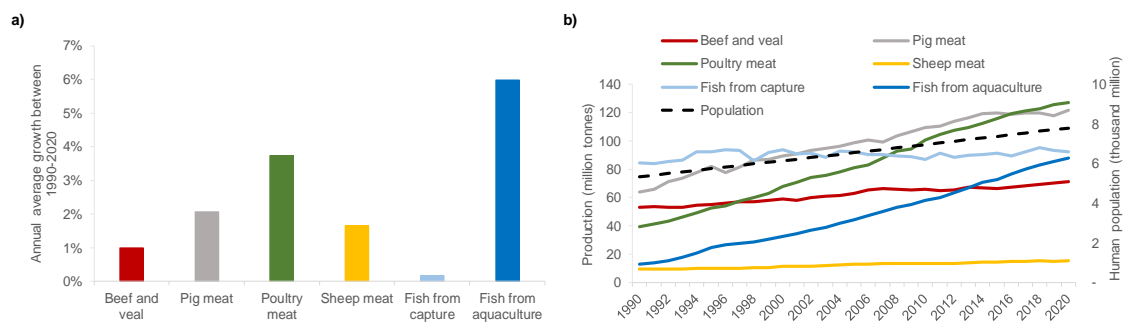 a)
Annual average growth between
1990-2020
7%
6%
5%
4%
3%
2%
1%
0%
Beef and
veal
Pig meat
Poultry
meat
Sheep meat
Fish from
capture
Fish from
aquaculture
b)
Beef and veal
Pig meat
Poultry meat
Sheep meat
Fish from capture
Fish from aquaculture
Population
Production (million tonnes)
140
120
100
80
60
40
20
0
Human population (thousand million)
10
8
6
4
2
-
1990
1992
1994
1996
1998
2000
2002
2004
2006
2008
2010
2012
2014
2016
2018
2020